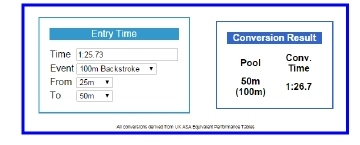 Entry Time
Time 1:25.73
Event 100m Backstroke
From 25m
To 50m
Conversion Result
Pool Conv. Time
50m (100m) 1:26.7
All conversions derived from UK ASA Equivalent Performance Tables